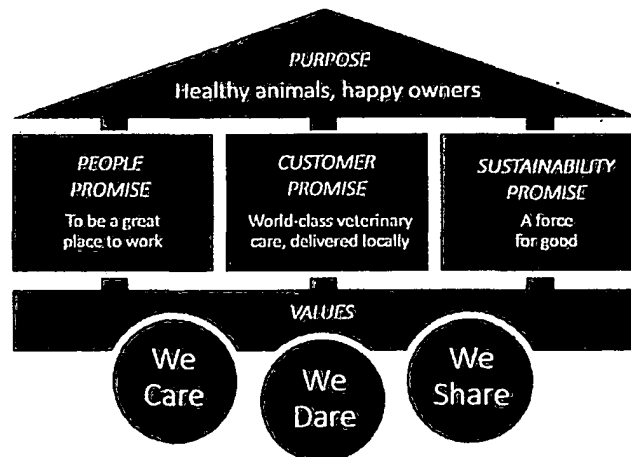 PURPOSE
Healthy animals, happy owners
PEOPLE
PROMISE
To be a great
place to work
CUSTOMER
PROMISE
World-class veterinary
care, delivered locally
SUSTAINABILITY
PROMISE
A force
for good
VALUES
We
Care
We
Dare
We
Share